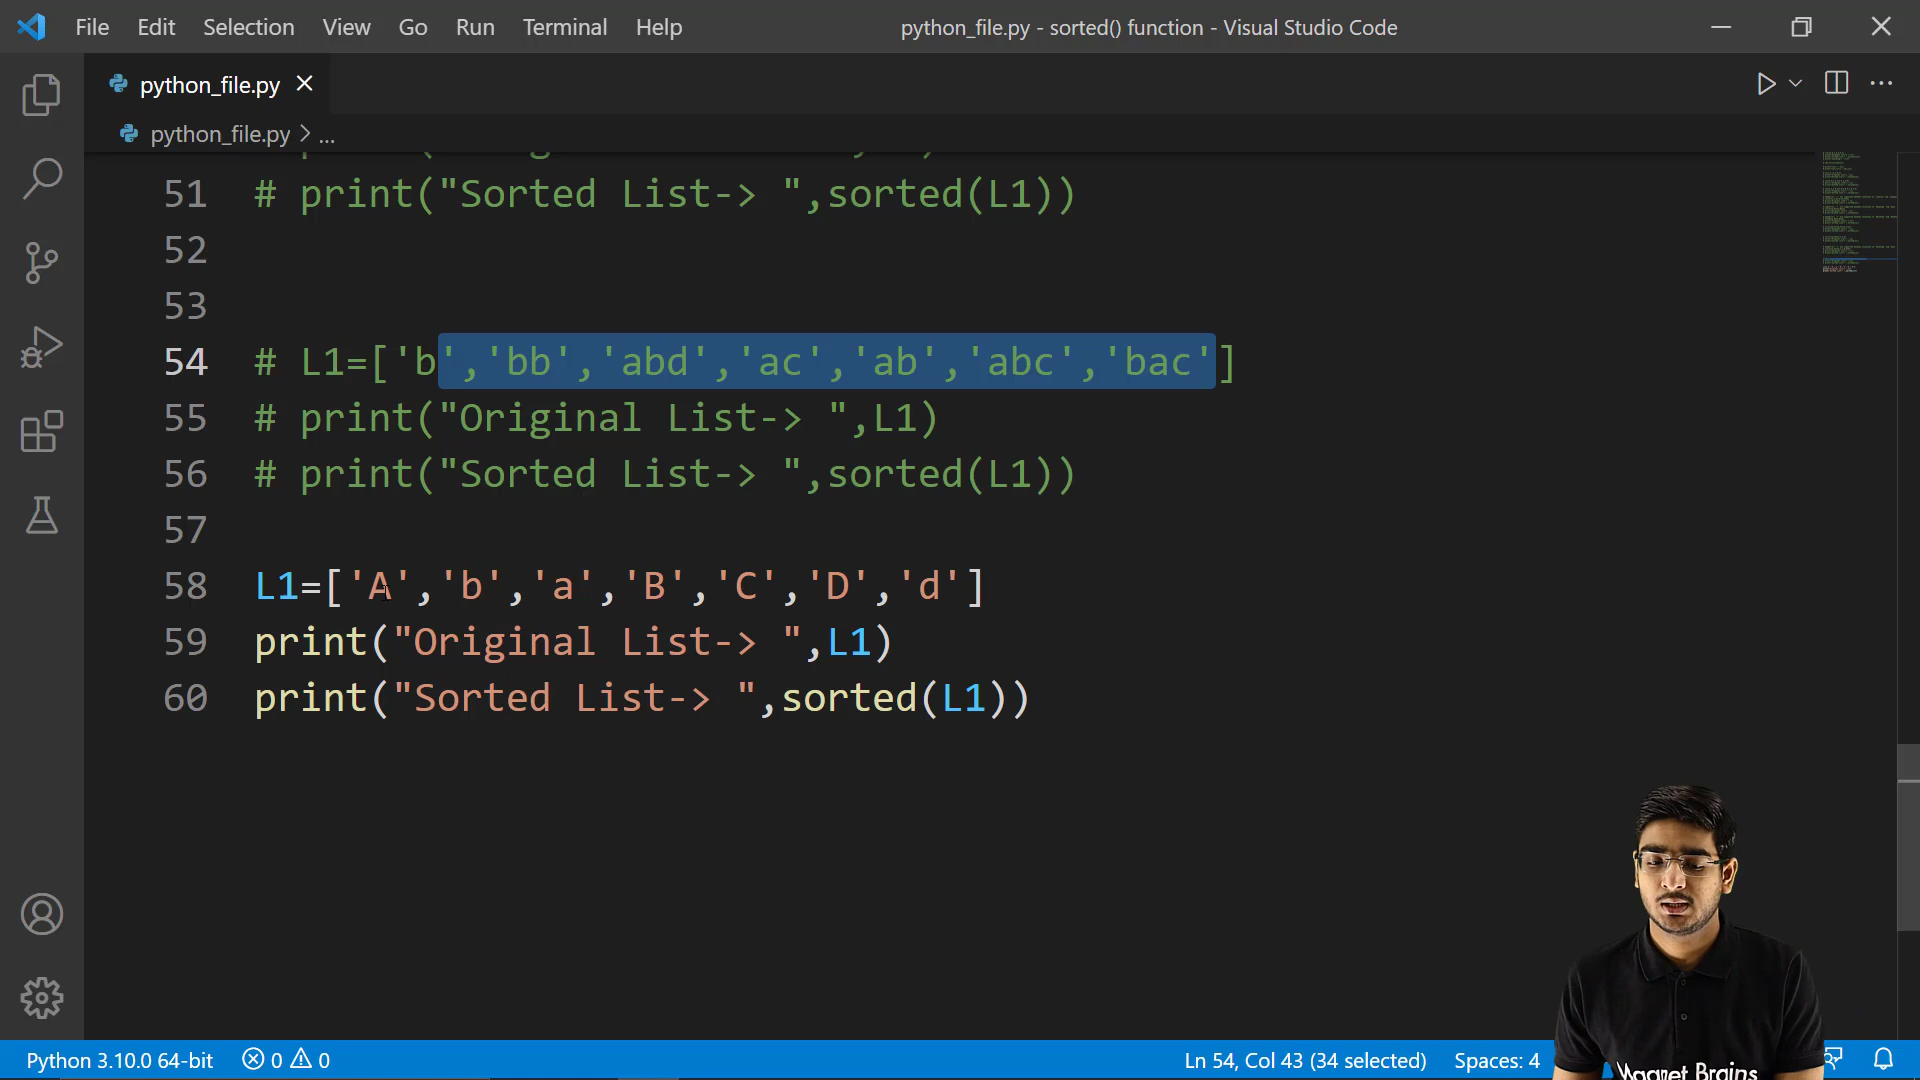 File Edit Selection View Go Run Terminal Help python_file.py - sorted() function - Visual Studio Code
python_file.py
python_file.py > ...
51 # print("Sorted List-> ",sorted(L1))
52
53
54 # L1=['b','bb','abd','ac','ab','abc','bac']
55 # print("Original List-> ",L1)
56 # print("Sorted List-> ",sorted(L1))
57
58 L1=['A','b','a','B','C','D','d']
59 print("Original List-> ",L1)
60 print("Sorted List-> ",sorted(L1))
Magnet Brains
Python 3.10.0 64-bit 0 0 Ln 54, Col 43 (34 selected) Spaces: 4